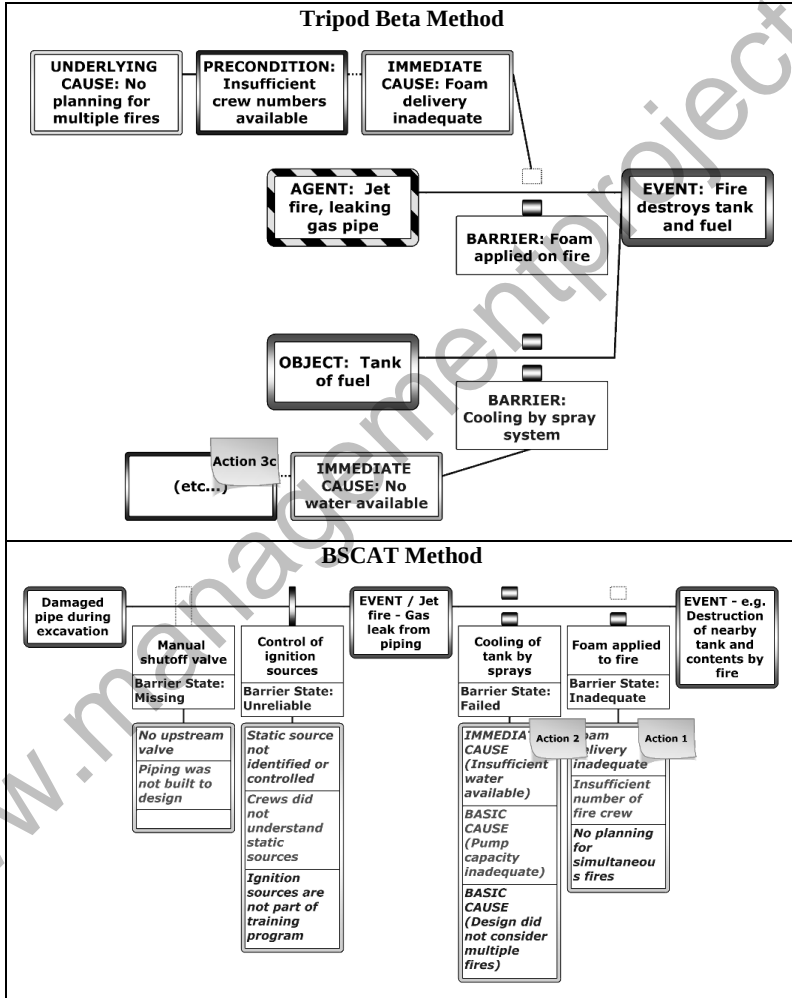 Tripod Beta Method
UNDERLYING
CAUSE: No
planning for
multiple fires
PRECONDITION:
Insufficient
crew numbers
available
IMMEDIATE
CAUSE: Foam
delivery
inadequate
AGENT: Jet
fire, leaking
gas pipe
EVENT: Fire
destroys tank
and fuel
BARRIER: Foam
applied on fire
OBJECT: Tank
of fuel
BARRIER:
Cooling by spray
system
Action 3c
(etc...)
IMMEDIATE
CAUSE: No
water available
BSCAT Method
Damaged
pipe during
excavation
EVENT / Jet
fire - Gas
leak from
piping
EVENT - e.g.
Destruction
of nearby
tank and
contents by
fire
Manual
shutoff valve
Barrier State:
Missing
No upstream
valve
Piping was
not built to
design
Control of
ignition
sources
Barrier State:
Unreliable
Static source
not
identified or
controlled
Crews did
not
understand
static
sources
Ignition
sources are
not part of
training
program
Cooling of
tank by
sprays
Barrier State:
Failed
Action 2
CAUSE
(Insufficient
water
available)
BASIC
CAUSE
(Pump
capacity
inadequate)
BASIC
CAUSE
(Design did
not consider
multiple
fires)
Foam applied
to fire
Barrier State:
Inadequate
Action 1
inadequate
Insufficient
number of
fire crew
No planning
for
simultaneou
s fires
www.managementproject